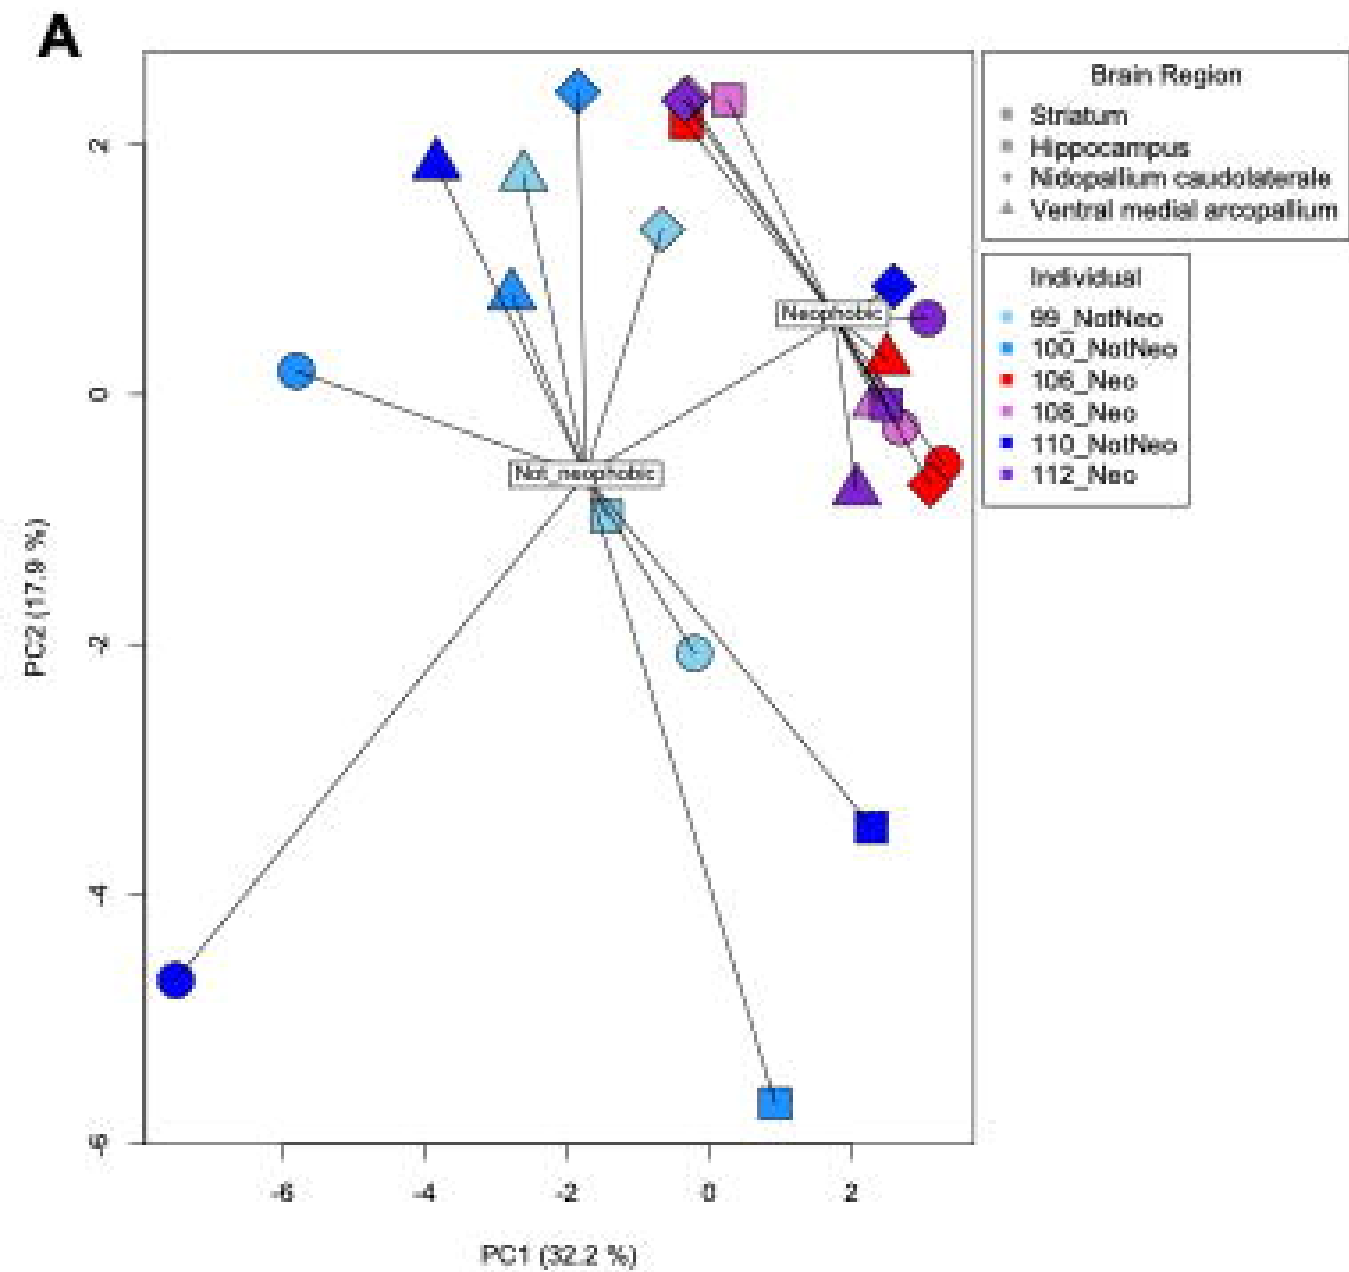 A
Brain Region
Striatum
Hippocampus
Nidopallium caudolaterale
Ventral medial arcopallium
Individual
99_NotNeo
100_NotNeo
106_Neo
108_Neo
110_NotNeo
112_Neo
Neophobic
Not_neophobic
2
0
-2
-4
-6
PC2 (17.9 %)
-6 -4 -2 0 2
PC1 (32.2 %)